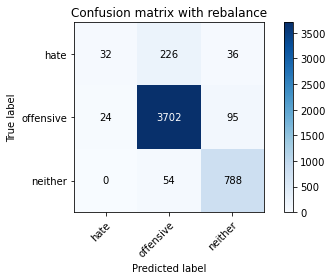 Confusion matrix with rebalance
hate 32 226 36
offensive 24 3702 95
neither 0 54 788
hate offensive neither
True label
Predicted label
3500
3000
2500
2000
1500
1000
500
0